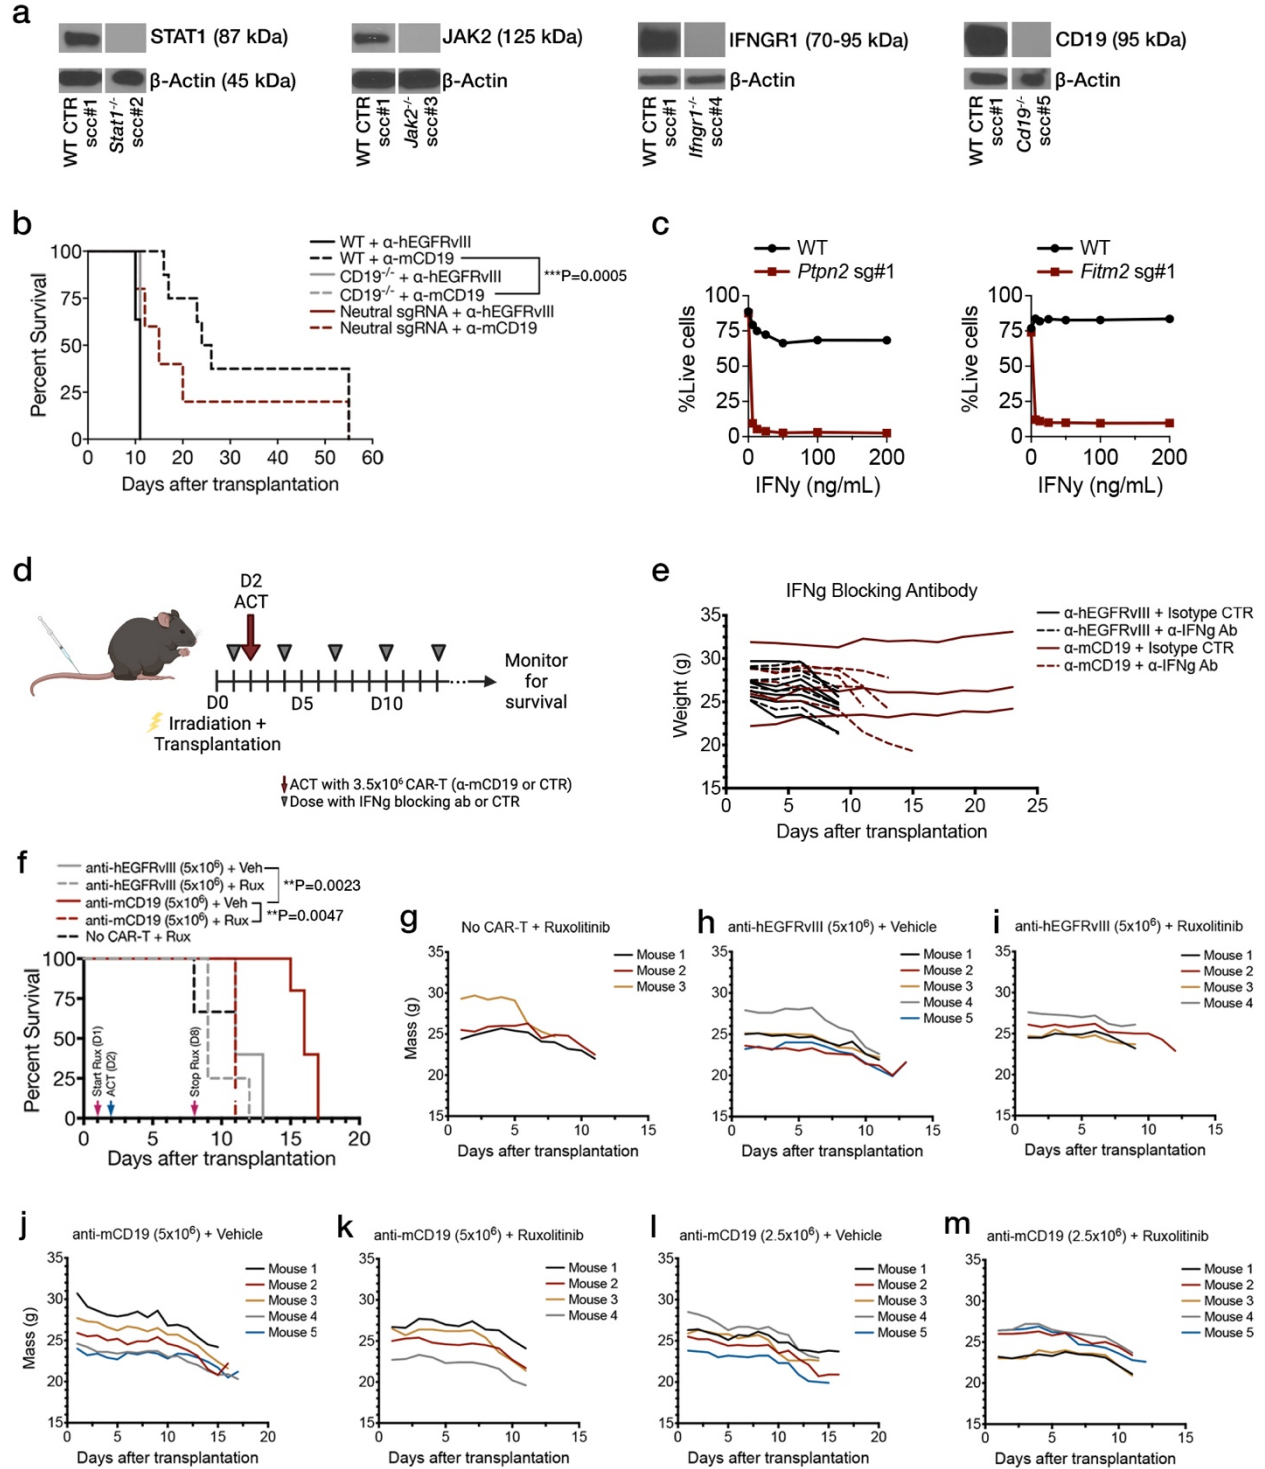 a
STAT1 (87 kDa)
β-Actin (45 kDa)
WT CTR
scc#1
Stat1-/-
scc#2
JAK2 (125 kDa)
β-Actin
WT CTR
scc#1
Jak2-/-
scc#3
IFNGR1 (70-95 kDa)
β-Actin
WT CTR
scc#1
Ifngr1-/-
scc#4
CD19 (95 kDa)
β-Actin
WT CTR
scc#1
Cd19-/-
scc#5
b
WT + α-hEGFRvIII
WT + α-mCD19
CD19-/- + α-hEGFRvIII
CD19-/- + α-mCD19
Neutral sgRNA + α-hEGFRvIII
Neutral sgRNA + α-mCD19
***P=0.0005
Percent Survival
100
75
50
25
0
0 10 20 30 40 50 60
Days after transplantation
c
WT
Ptpn2 sg#1
%Live cells
100
75
50
25
0
0 100 200
IFNy (ng/mL)
WT
Fitm2 sg#1
%Live cells
100
75
50
25
0
0 100 200
IFNy (ng/mL)
d
D2
ACT
D0 D5 D10
Monitor
for
survival
Irradiation +
Transplantation
ACT with 3.5x10⁶ CAR-T (α-mCD19 or CTR)
Dose with IFNg blocking ab or CTR
e
IFNg Blocking Antibody
α-hEGFRvIII + Isotype CTR
α-hEGFRvIII + α-IFNg Ab
α-mCD19 + Isotype CTR
α-mCD19 + α-IFNg Ab
Weight (g)
35
30
25
20
15
0 5 10 15 20 25
Days after transplantation
f
anti-hEGFRvIII (5x10⁶) + Veh
anti-hEGFRvIII (5x10⁶) + Rux
anti-mCD19 (5x10⁶) + Veh
anti-mCD19 (5x10⁶) + Rux
No CAR-T + Rux
**P=0.0023
**P=0.0047
Percent Survival
100
75
50
25
0
Start Rux (D1)
ACT (D2)
Stop Rux (D8)
0 5 10 15 20
Days after transplantation
g
No CAR-T + Ruxolitinib
Mouse 1
Mouse 2
Mouse 3
Mass (g)
35
30
25
20
15
0 5 10 15
Days after transplantation
h
anti-hEGFRvIII (5x10⁶) + Vehicle
Mouse 1
Mouse 2
Mouse 3
Mouse 4
Mouse 5
35
30
25
20
15
0 5 10 15
Days after transplantation
i
anti-hEGFRvIII (5x10⁶) + Ruxolitinib
Mouse 1
Mouse 2
Mouse 3
Mouse 4
35
30
25
20
15
0 5 10 15
Days after transplantation
j
anti-mCD19 (5x10⁶) + Vehicle
Mouse 1
Mouse 2
Mouse 3
Mouse 4
Mouse 5
Mass (g)
35
30
25
20
15
0 5 10 15 20
Days after transplantation
k
anti-mCD19 (5x10⁶) + Ruxolitinib
Mouse 1
Mouse 2
Mouse 3
Mouse 4
35
30
25
20
15
0 5 10 15
Days after transplantation
l
anti-mCD19 (2.5x10⁶) + Vehicle
Mouse 1
Mouse 2
Mouse 3
Mouse 4
Mouse 5
35
30
25
20
15
0 5 10 15 20
Days after transplantation
m
anti-mCD19 (2.5x10⁶) + Ruxolitinib
Mouse 1
Mouse 2
Mouse 3
Mouse 4
Mouse 5
35
30
25
20
15
0 5 10 15
Days after transplantation